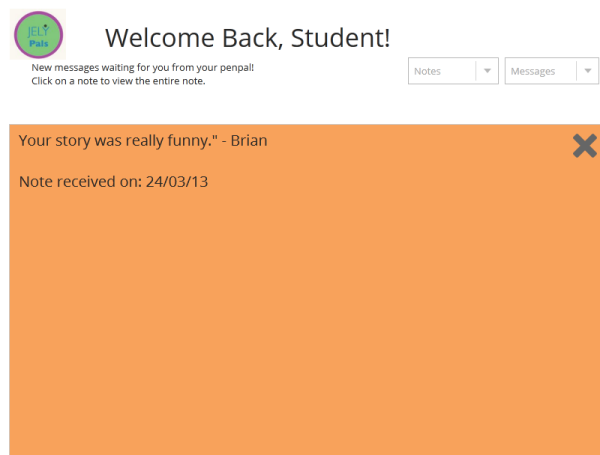 JELY
Pals
Welcome Back, Student!
New messages waiting for you from your penpal!
Click on a note to view the entire note.
Notes
Messages
Your story was really funny." - Brian
Note received on: 24/03/13